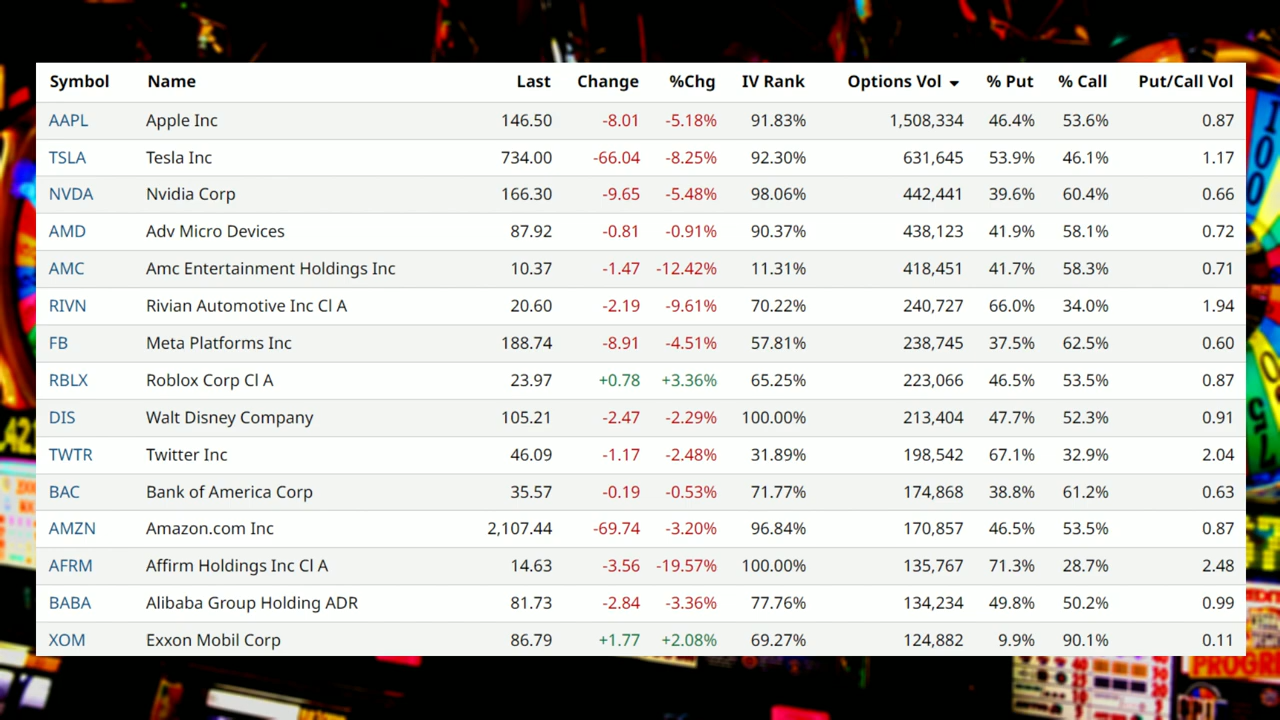 Symbol Name Last Change %Chg IV Rank Options Vol % Put % Call Put/Call Vol
AAPL Apple Inc 146.50 -8.01 -5.18% 91.83% 1,508,334 46.4% 53.6% 0.87
TSLA Tesla Inc 734.00 -66.04 -8.25% 92.30% 631,645 53.9% 46.1% 1.17
NVDA Nvidia Corp 166.30 -9.65 -5.48% 98.06% 442,441 39.6% 60.4% 0.66
AMD Adv Micro Devices 87.92 -0.81 -0.91% 90.37% 438,123 41.9% 58.1% 0.72
AMC Amc Entertainment Holdings Inc 10.37 -1.47 -12.42% 11.31% 418,451 41.7% 58.3% 0.71
RIVN Rivian Automotive Inc Cl A 20.60 -2.19 -9.61% 70.22% 240,727 66.0% 34.0% 1.94
FB Meta Platforms Inc 188.74 -8.91 -4.51% 57.81% 238,745 37.5% 62.5% 0.60
RBLX Roblox Corp Cl A 23.97 +0.78 +3.36% 65.25% 223,066 46.5% 53.5% 0.87
DIS Walt Disney Company 105.21 -2.47 -2.29% 100.00% 213,404 47.7% 52.3% 0.91
TWTR Twitter Inc 46.09 -1.17 -2.48% 31.89% 198,542 67.1% 32.9% 2.04
BAC Bank of America Corp 35.57 -0.19 -0.53% 71.77% 174,868 38.8% 61.2% 0.63
AMZN Amazon.com Inc 2,107.44 -69.74 -3.20% 96.84% 170,857 46.5% 53.5% 0.87
AFRM Affirm Holdings Inc Cl A 14.63 -3.56 -19.57% 100.00% 135,767 71.3% 28.7% 2.48
BABA Alibaba Group Holding ADR 81.73 -2.84 -3.36% 77.76% 134,234 49.8% 50.2% 0.99
XOM Exxon Mobil Corp 86.79 +1.77 +2.08% 69.27% 124,882 9.9% 90.1% 0.11
100
PROGRE